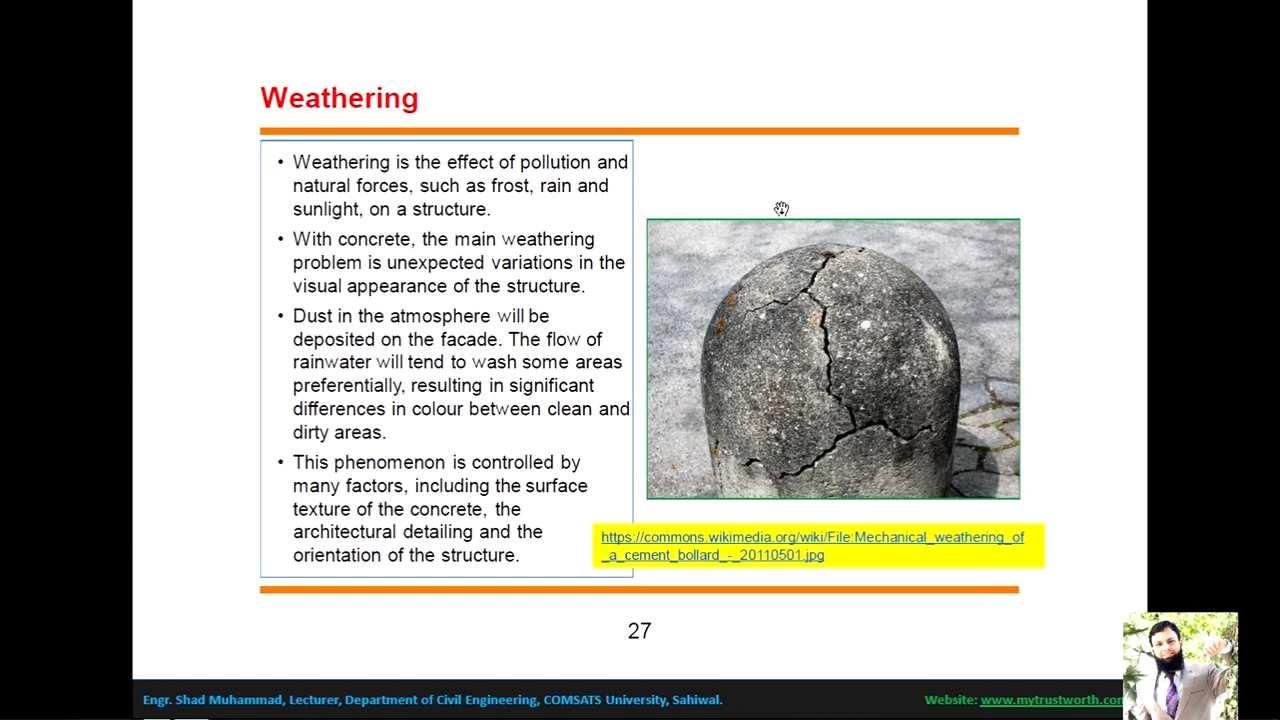 Weathering
• Weathering is the effect of pollution and
natural forces, such as frost, rain and
sunlight, on a structure.
• With concrete, the main weathering
problem is unexpected variations in the
visual appearance of the structure.
• Dust in the atmosphere will be
deposited on the facade. The flow of
rainwater will tend to wash some areas
preferentially, resulting in significant
differences in colour between clean and
dirty areas.
• This phenomenon is controlled by
many factors, including the surface
texture of the concrete, the
architectural detailing and the
orientation of the structure.
https://commons.wikimedia.org/wiki/File:Mechanical_weathering_of
_a_cement_bollard_-_20110501.jpg
27
Engr. Shad Muhammad, Lecturer, Department of Civil Engineering, COMSATS University, Sahiwal.
Website: www.mytrustworth.com